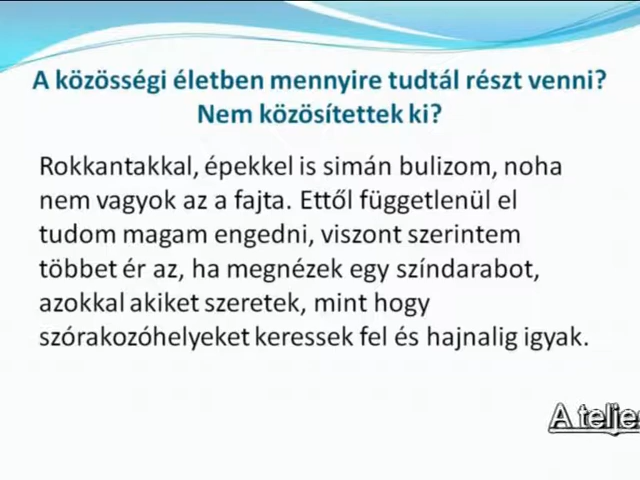 A közösségi életben mennyire tudtál részt venni?
Nem közösítettek ki?
Rokkantakkal, épekkel is simán bulizom, noha
nem vagyok az a fajta. Ettől függetlenül el
tudom magam engedni, viszont szerintem
többet ér az, ha megnézek egy színdarabot,
azokkal akiket szeretek, mint hogy
szórakozóhelyeket keressek fel és hajnalig igyak.
A teljes